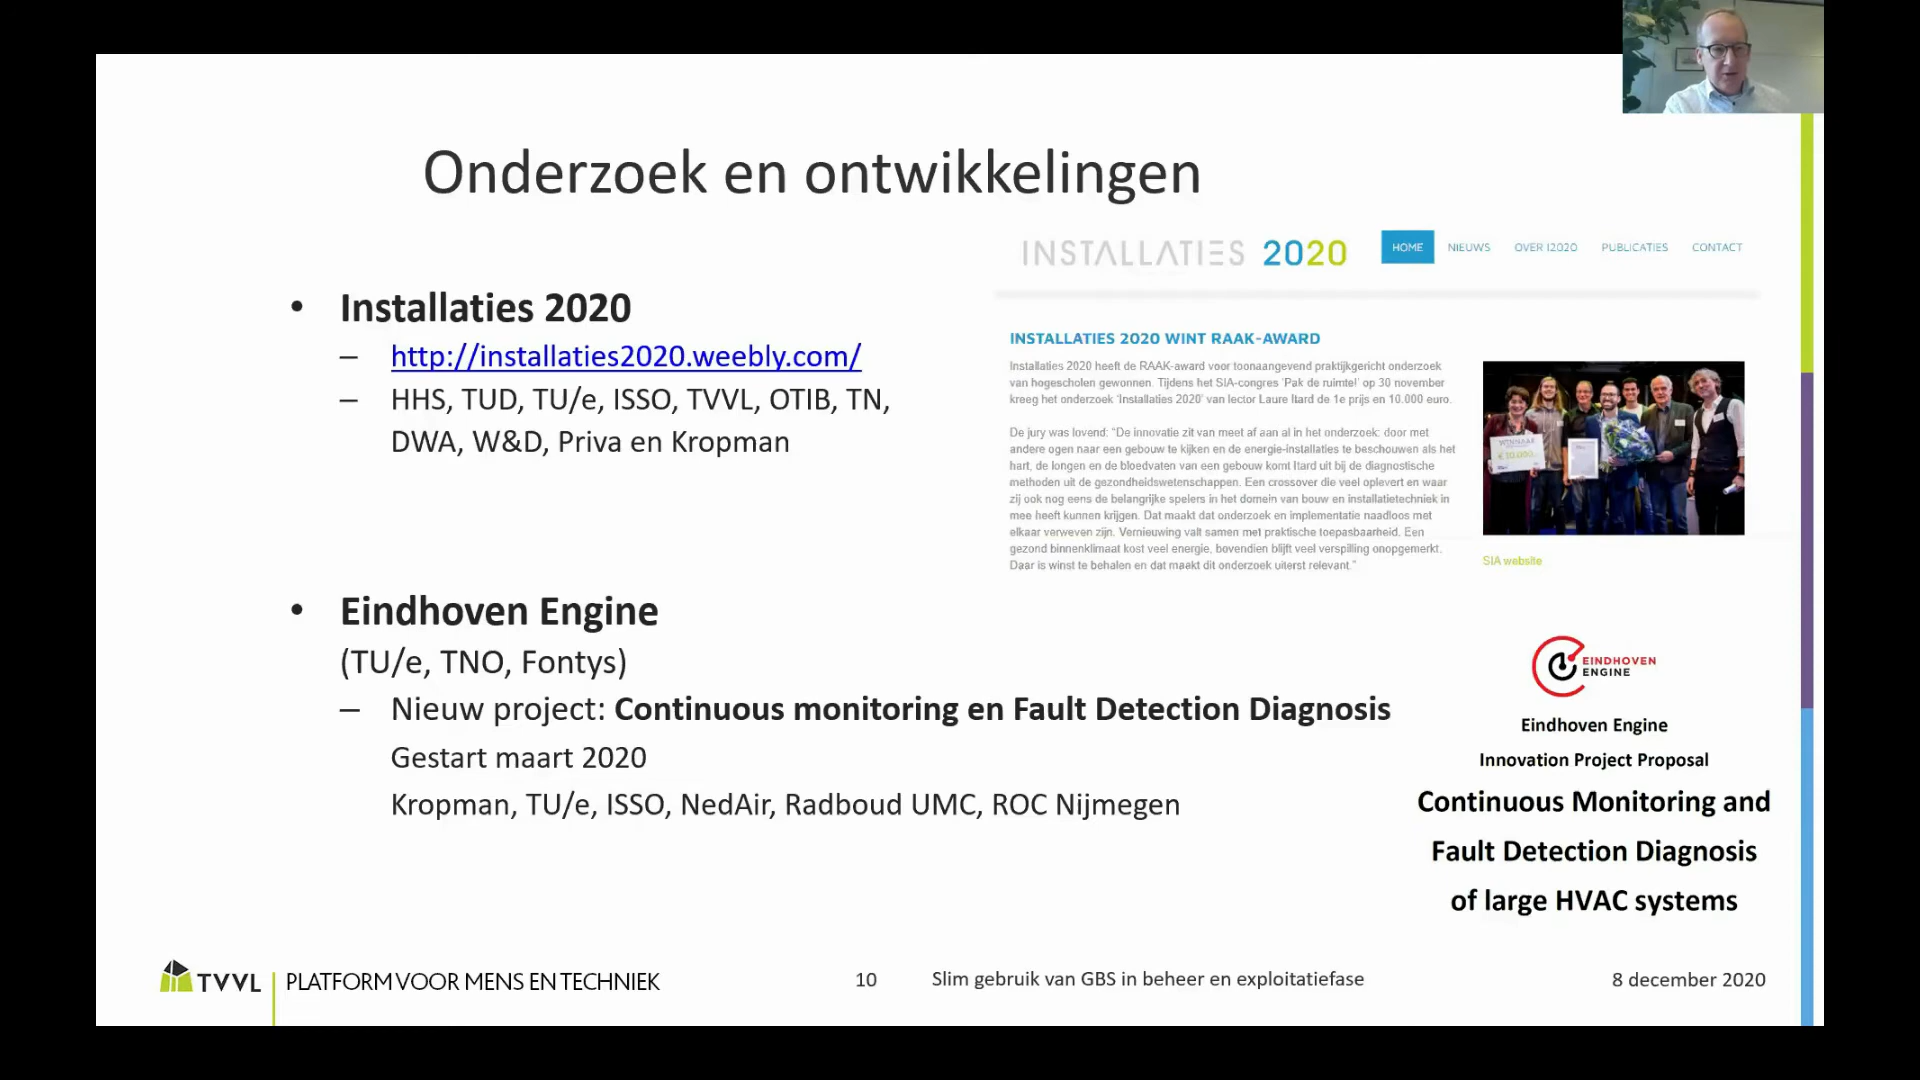 Onderzoek en ontwikkelingen
• Installaties 2020
– http://installaties2020.weebly.com/
– HHS, TUD, TU/e, ISSO, TVVL, OTIB, TN,
DWA, W&D, Priva en Kropman
INSTALLATIES 2020
HOME NIEUWS OVER I2020 PUBLICATIES CONTACT
INSTALLATIES 2020 WINT RAAK-AWARD
Installaties 2020 heeft de RAAK-award voor toonaangevend praktijkgericht onderzoek
van hogescholen gewonnen. Tijdens het SIA-congres 'Pak de ruimte!' op 30 november
kreeg het onderzoek 'Installaties 2020' van lector Laure Itard de 1e prijs en 10.000 euro.
De jury was lovend: "De innovatie zit van meet af aan al in het onderzoek: door met
andere ogen naar een gebouw te kijken en de energie-installaties te beschouwen als het
hart, de longen en de bloedvaten van een gebouw komt Itard uit bij de diagnostische
methoden uit de gezondheidswetenschappen. Een crossover die veel oplevert en waar
zij ook nog eens de belangrijke spelers in het domein van bouw en installatietechniek in
mee heeft kunnen krijgen. Dat maakt dat onderzoek en implementatie naadloos met
elkaar verweven zijn. Vernieuwing valt samen met praktische toepasbaarheid. Een
gezond binnenklimaat kost veel energie, bovendien blijft veel verspilling onopgemerkt.
Daar is winst te behalen en dat maakt dit onderzoek uiterst relevant."
WINNAAR
€ 10.000,-
SIA website
• Eindhoven Engine
(TU/e, TNO, Fontys)
– Nieuw project: Continuous monitoring en Fault Detection Diagnosis
Gestart maart 2020
Kropman, TU/e, ISSO, NedAir, Radboud UMC, ROC Nijmegen
EINDHOVEN
ENGINE
Eindhoven Engine
Innovation Project Proposal
Continuous Monitoring and
Fault Detection Diagnosis
of large HVAC systems
TVVL PLATFORM VOOR MENS EN TECHNIEK
10
Slim gebruik van GBS in beheer en exploitatiefase
8 december 2020